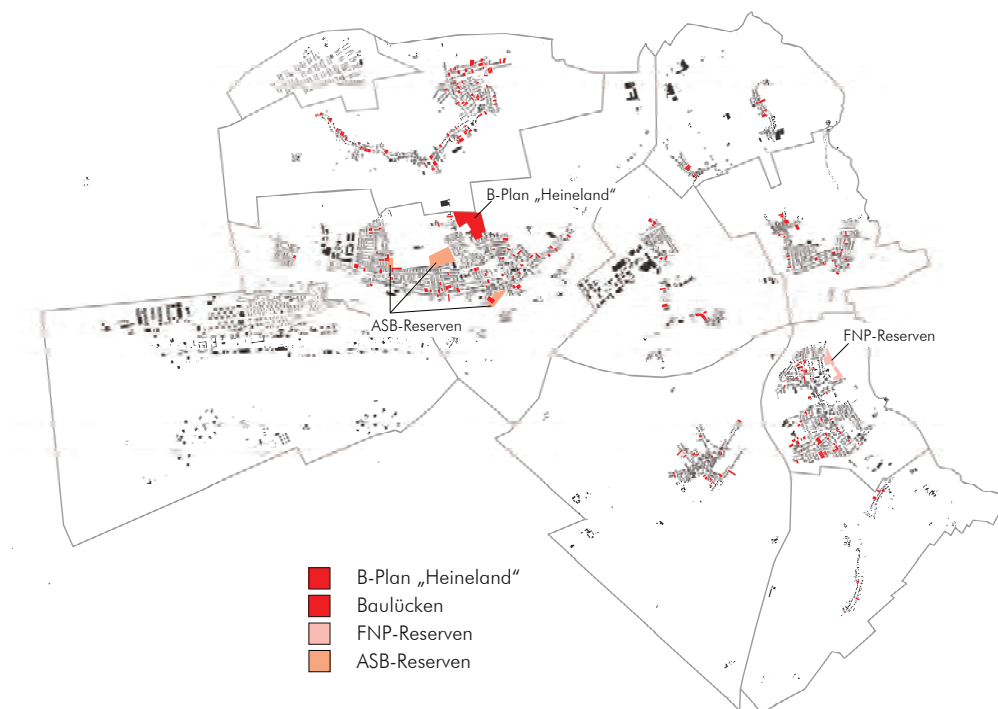 B-Plan „Heineland“
ASB-Reserven
FNP-Reserven
B-Plan „Heineland“
Baulücken
FNP-Reserven
ASB-Reserven